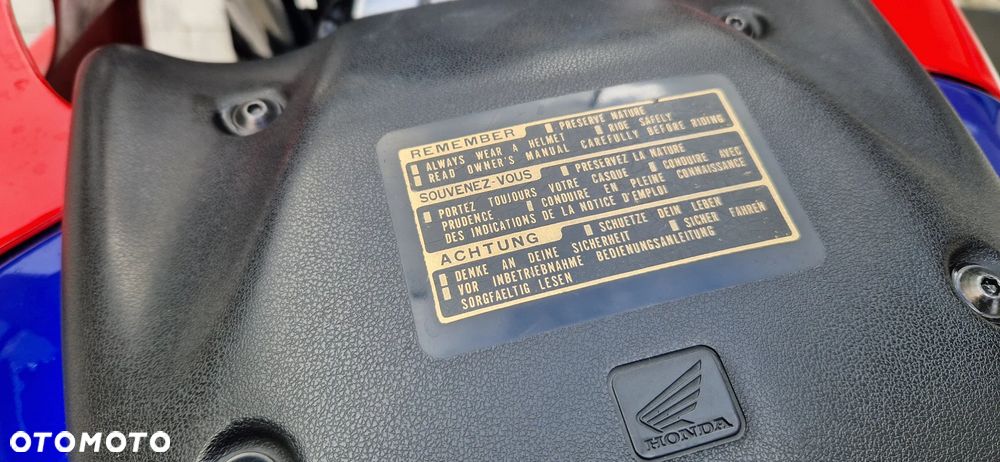 REMEMBER ▮ PRESERVE NATURE
▮ ALWAYS WEAR A HELMET ▮ RIDE SAFELY
▮ READ OWNER'S MANUAL CAREFULLY BEFORE RIDING
SOUVENEZ-VOUS ▮ PRESERVEZ LA NATURE
▮ PORTEZ TOUJOURS VOTRE CASQUE ▮ CONDUIRE AVEC
PRUDENCE ▮ CONDUIRE EN PLEINE CONNAISSANCE
DES INDICATIONS DE LA NOTICE D'EMPLOI
ACHTUNG ▮ SCHUETZE DEIN LEBEN
▮ DENKE AN DEINE SICHERHEIT ▮ SICHER FAHREN
▮ VOR INBETRIEBNAHME BEDIENUNGSANLEITUNG
SORGFAELTIG LESEN
HONDA
OTOMOTO